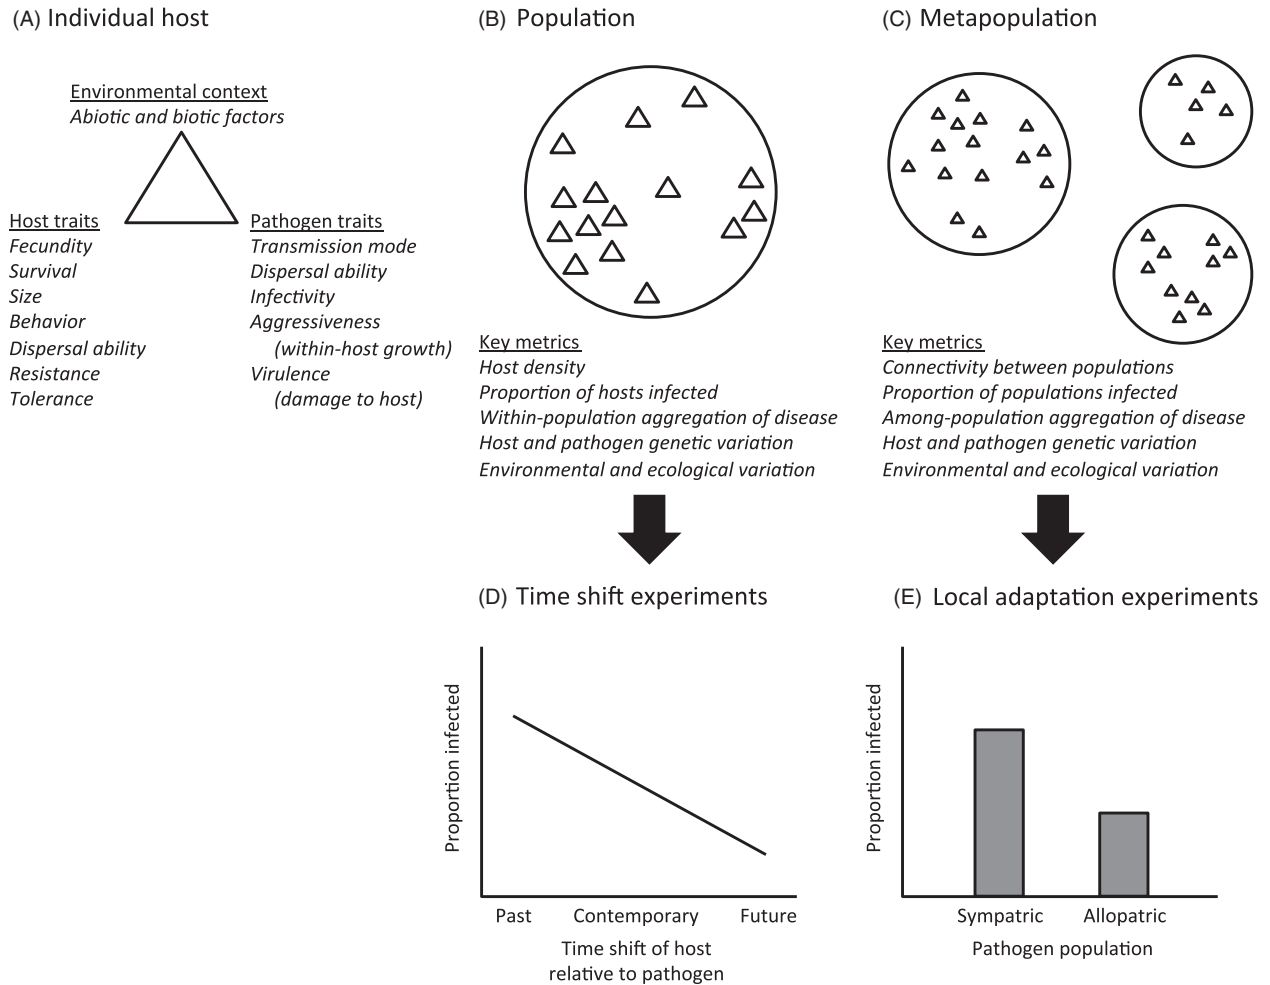 (A) Individual host
Environmental context
Abiotic and biotic factors
Host traits
Fecundity
Survival
Size
Behavior
Dispersal ability
Resistance
Tolerance
Pathogen traits
Transmission mode
Dispersal ability
Infectivity
Aggressiveness
(within-host growth)
Virulence
(damage to host)
(B) Population
Key metrics
Host density
Proportion of hosts infected
Within-population aggregation of disease
Host and pathogen genetic variation
Environmental and ecological variation
(C) Metapopulation
Key metrics
Connectivity between populations
Proportion of populations infected
Among-population aggregation of disease
Host and pathogen genetic variation
Environmental and ecological variation
(D) Time shift experiments
Proportion infected
Past Contemporary Future
Time shift of host
relative to pathogen
(E) Local adaptation experiments
Proportion infected
Sympatric Allopatric
Pathogen population